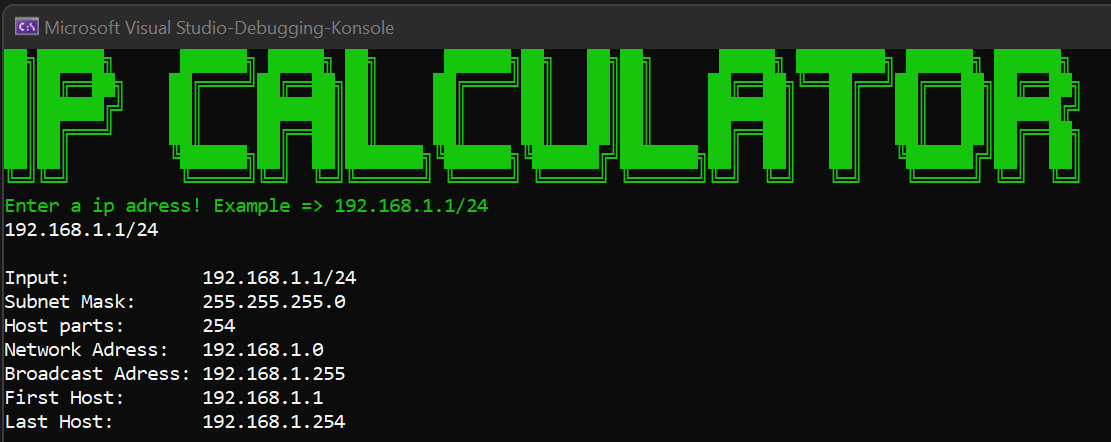 Microsoft Visual Studio-Debugging-Konsole
IP CALCULATOR
Enter a ip adress! Example => 192.168.1.1/24
192.168.1.1/24
Input: 192.168.1.1/24
Subnet Mask: 255.255.255.0
Host parts: 254
Network Adress: 192.168.1.0
Broadcast Adress: 192.168.1.255
First Host: 192.168.1.1
Last Host: 192.168.1.254